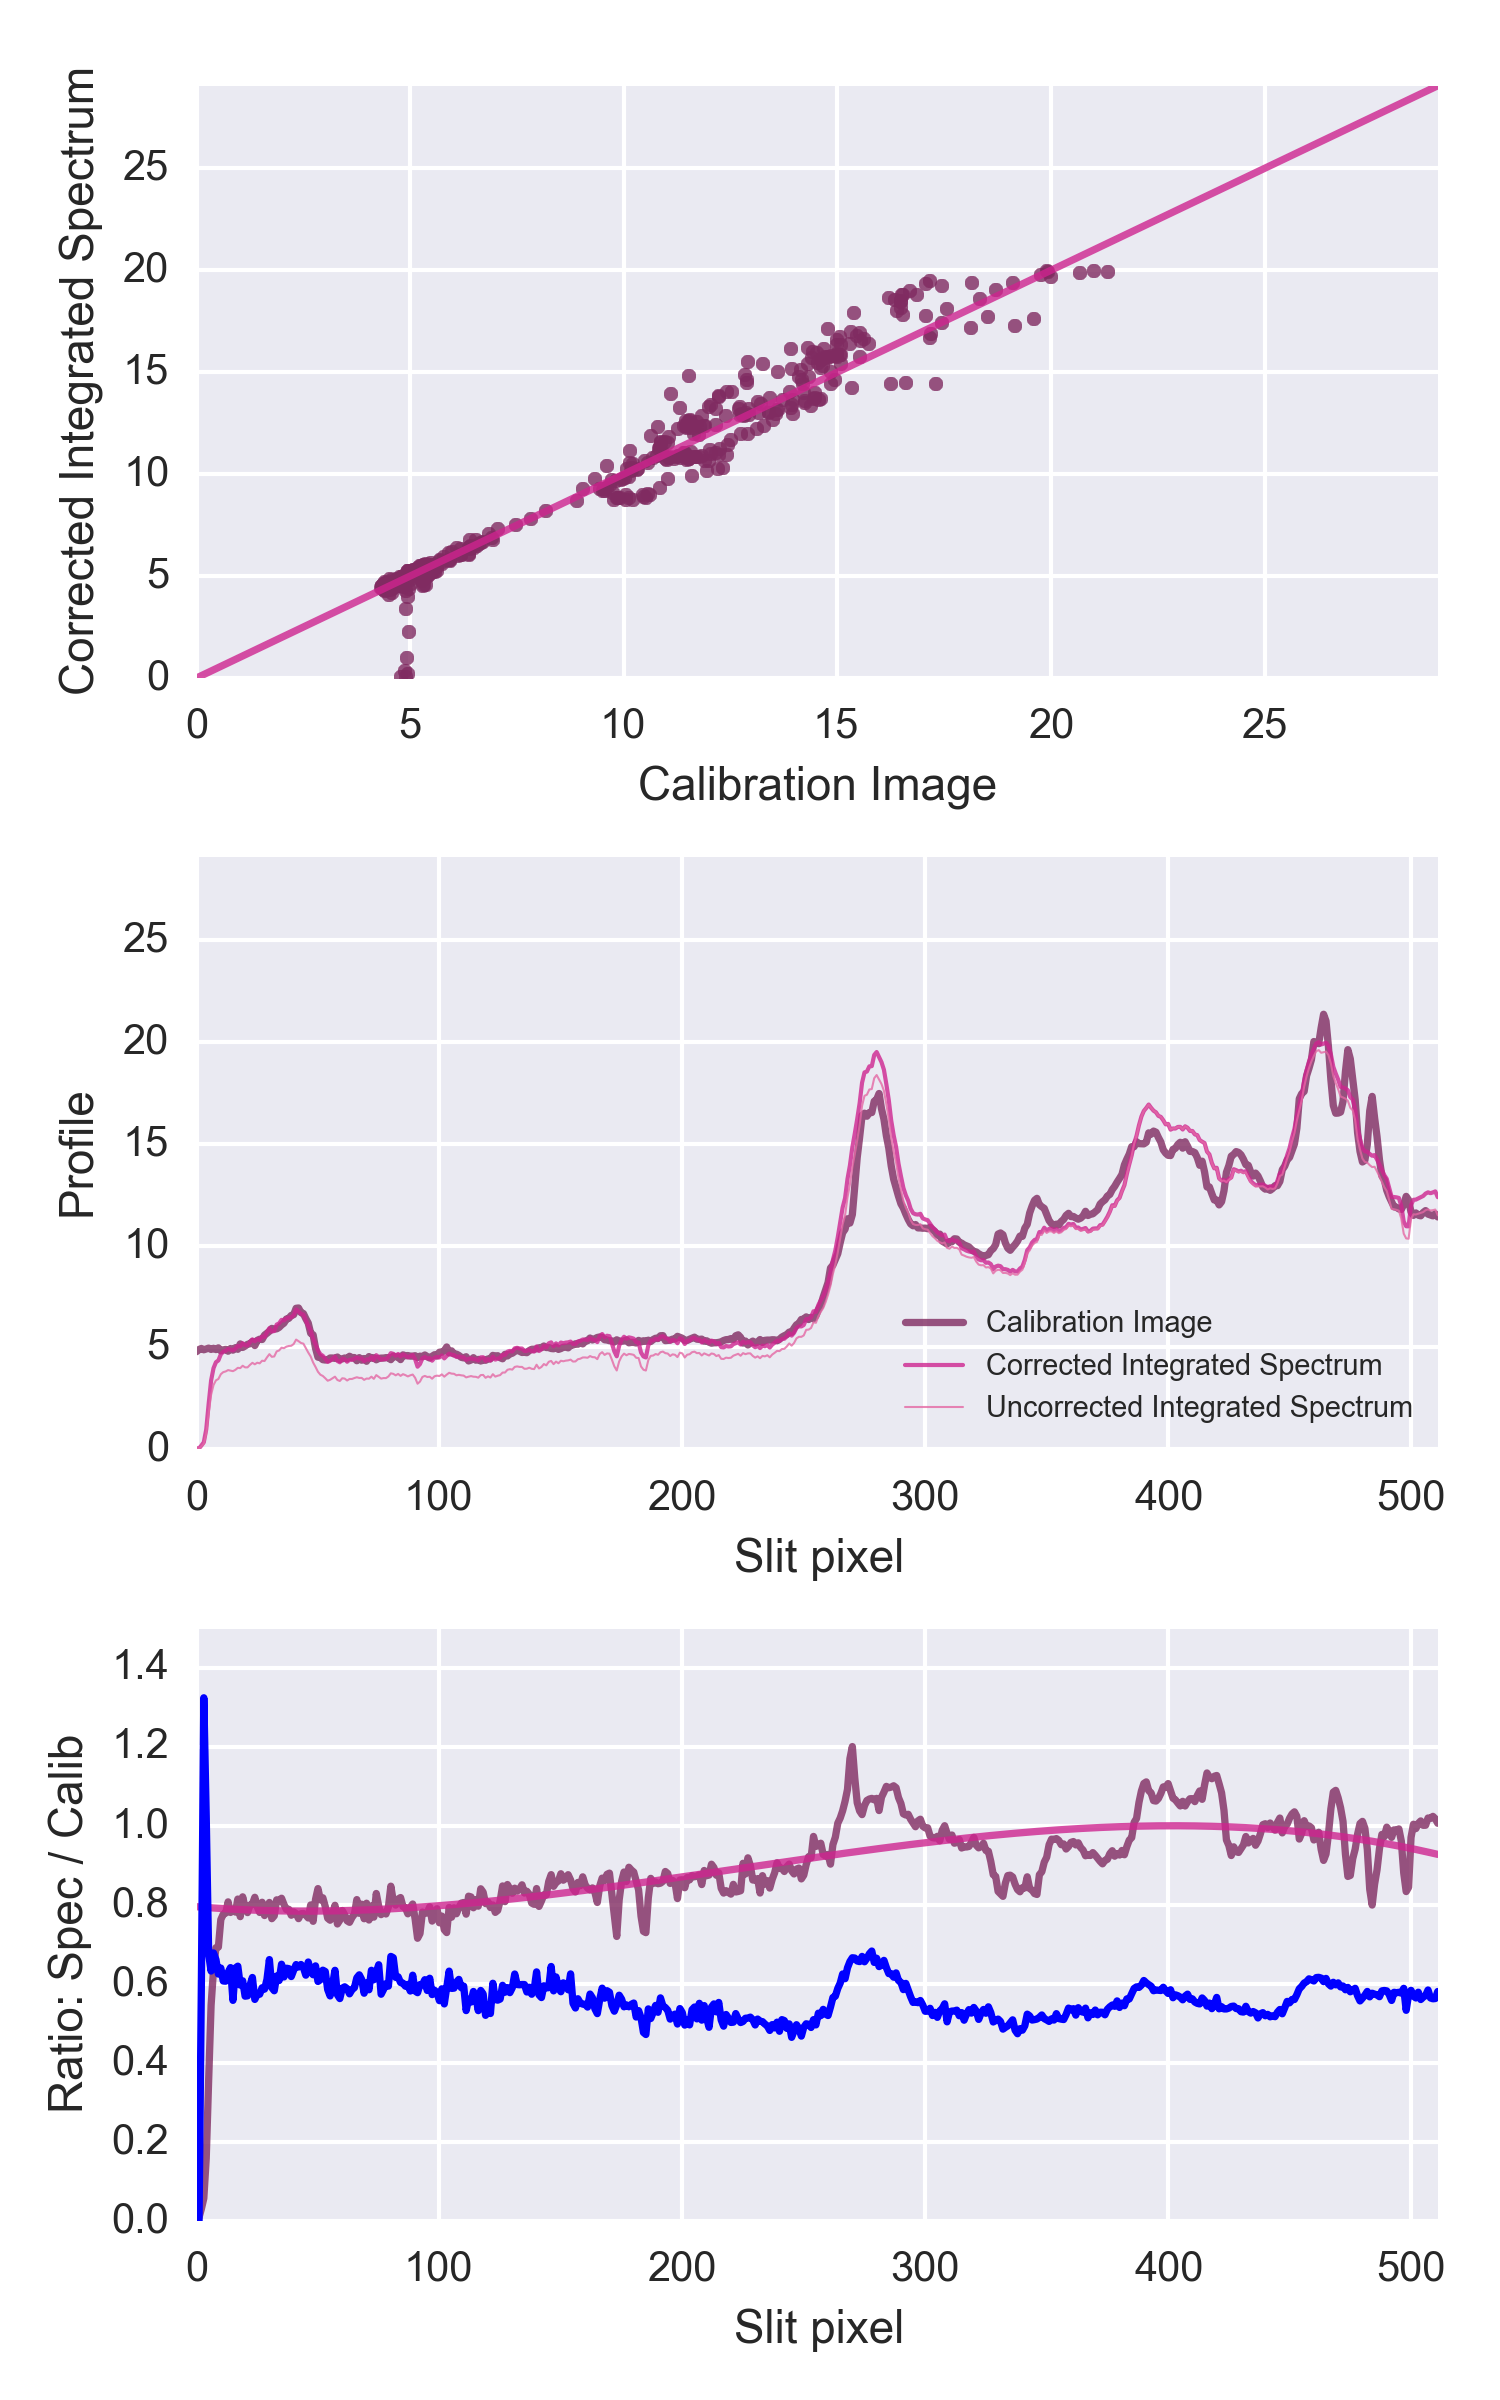 Corrected Integrated Spectrum
25
20
15
10
5
0
0 5 10 15 20 25
Calibration Image
Profile
25
20
15
10
5
0
Calibration Image
Corrected Integrated Spectrum
Uncorrected Integrated Spectrum
0 100 200 300 400 500
Slit pixel
Ratio: Spec / Calib
1.4
1.2
1.0
0.8
0.6
0.4
0.2
0.0
0 100 200 300 400 500
Slit pixel